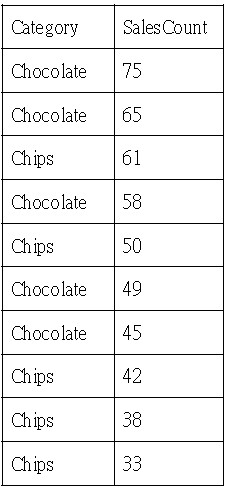 Category SalesCount
Chocolate 75
Chocolate 65
Chips 61
Chocolate 58
Chips 50
Chocolate 49
Chocolate 45
Chips 42
Chips 38
Chips 33